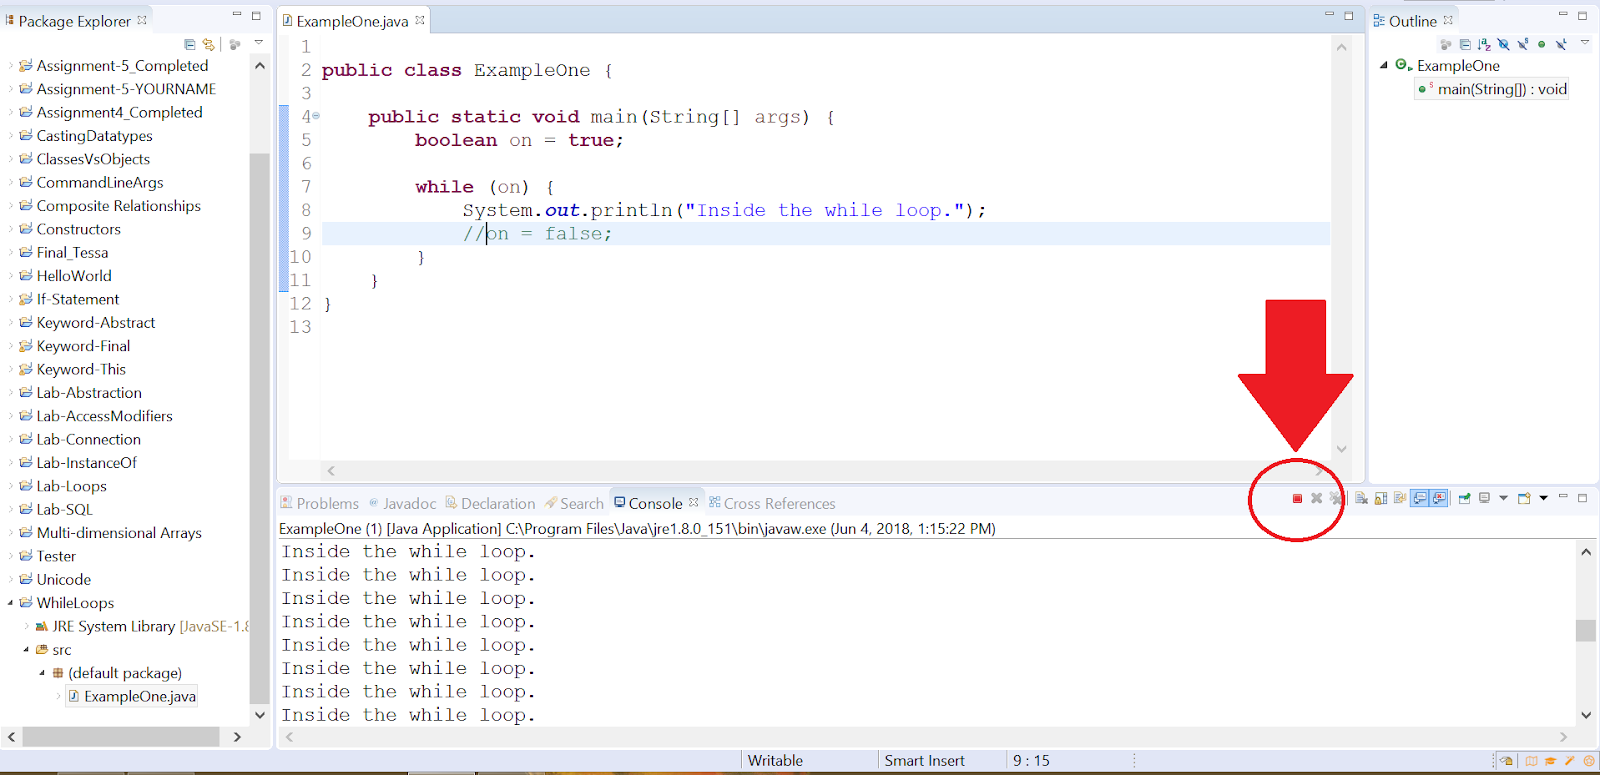 Package Explorer
Assignment-5_Completed
Assignment-5-YOURNAME
Assignment4_Completed
CastingDatatypes
ClassesVsObjects
CommandLineArgs
Composite Relationships
Constructors
Final_Tessa
HelloWorld
If-Statement
Keyword-Abstract
Keyword-Final
Keyword-This
Lab-Abstraction
Lab-AccessModifiers
Lab-Connection
Lab-InstanceOf
Lab-Loops
Lab-SQL
Multi-dimensional Arrays
Tester
Unicode
WhileLoops
JRE System Library [JavaSE-1.8
src
(default package)
ExampleOne.java
ExampleOne.java
1
2 public class ExampleOne {
3
4 public static void main(String[] args) {
5 boolean on = true;
6
7 while (on) {
8 System.out.println("Inside the while loop.");
9 //on = false;
10 }
11 }
12 }
13
Outline
ExampleOne
main(String[]) : void
Problems Javadoc Declaration Search Console Cross References
ExampleOne (1) [Java Application] C:\Program Files\Java\jre1.8.0_151\bin\javaw.exe (Jun 4, 2018, 1:15:22 PM)
Inside the while loop.
Inside the while loop.
Inside the while loop.
Inside the while loop.
Inside the while loop.
Inside the while loop.
Inside the while loop.
Inside the while loop.
Writable Smart Insert 9 : 15